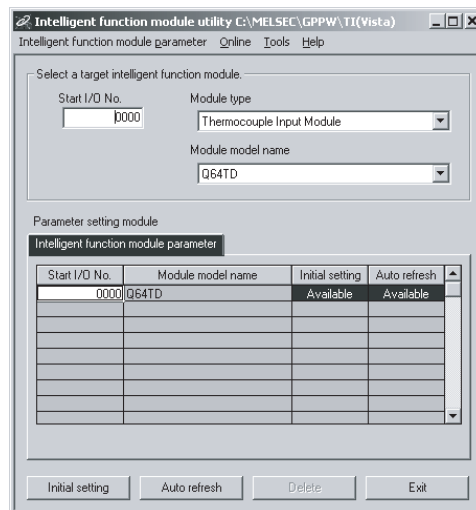 Intelligent function module utility C:\MELSEC\GPPW\TI(Vista)
Intelligent function module parameter Online Tools Help
Select a target intelligent function module.
Start I/O No. Module type
0000 Thermocouple Input Module
Module model name
Q64TD
Parameter setting module
Intelligent function module parameter
Start I/O No. Module model name Initial setting Auto refresh
0000 Q64TD Available Available
Initial setting Auto refresh Delete Exit